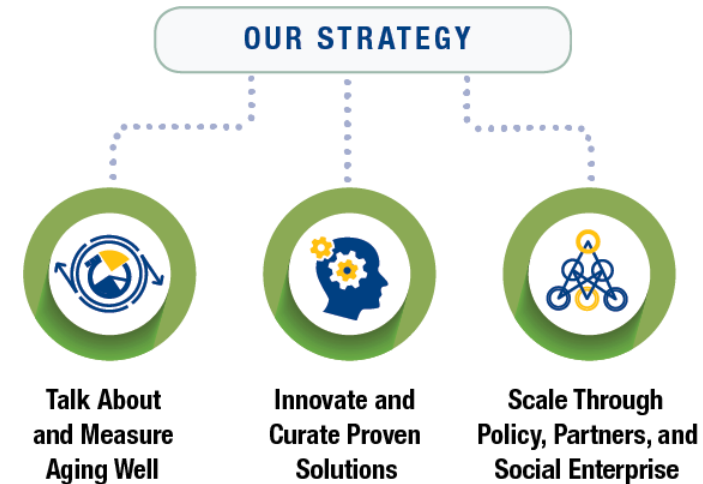 OUR STRATEGY
Talk About
and Measure
Aging Well
Innovate and
Curate Proven
Solutions
Scale Through
Policy, Partners, and
Social Enterprise